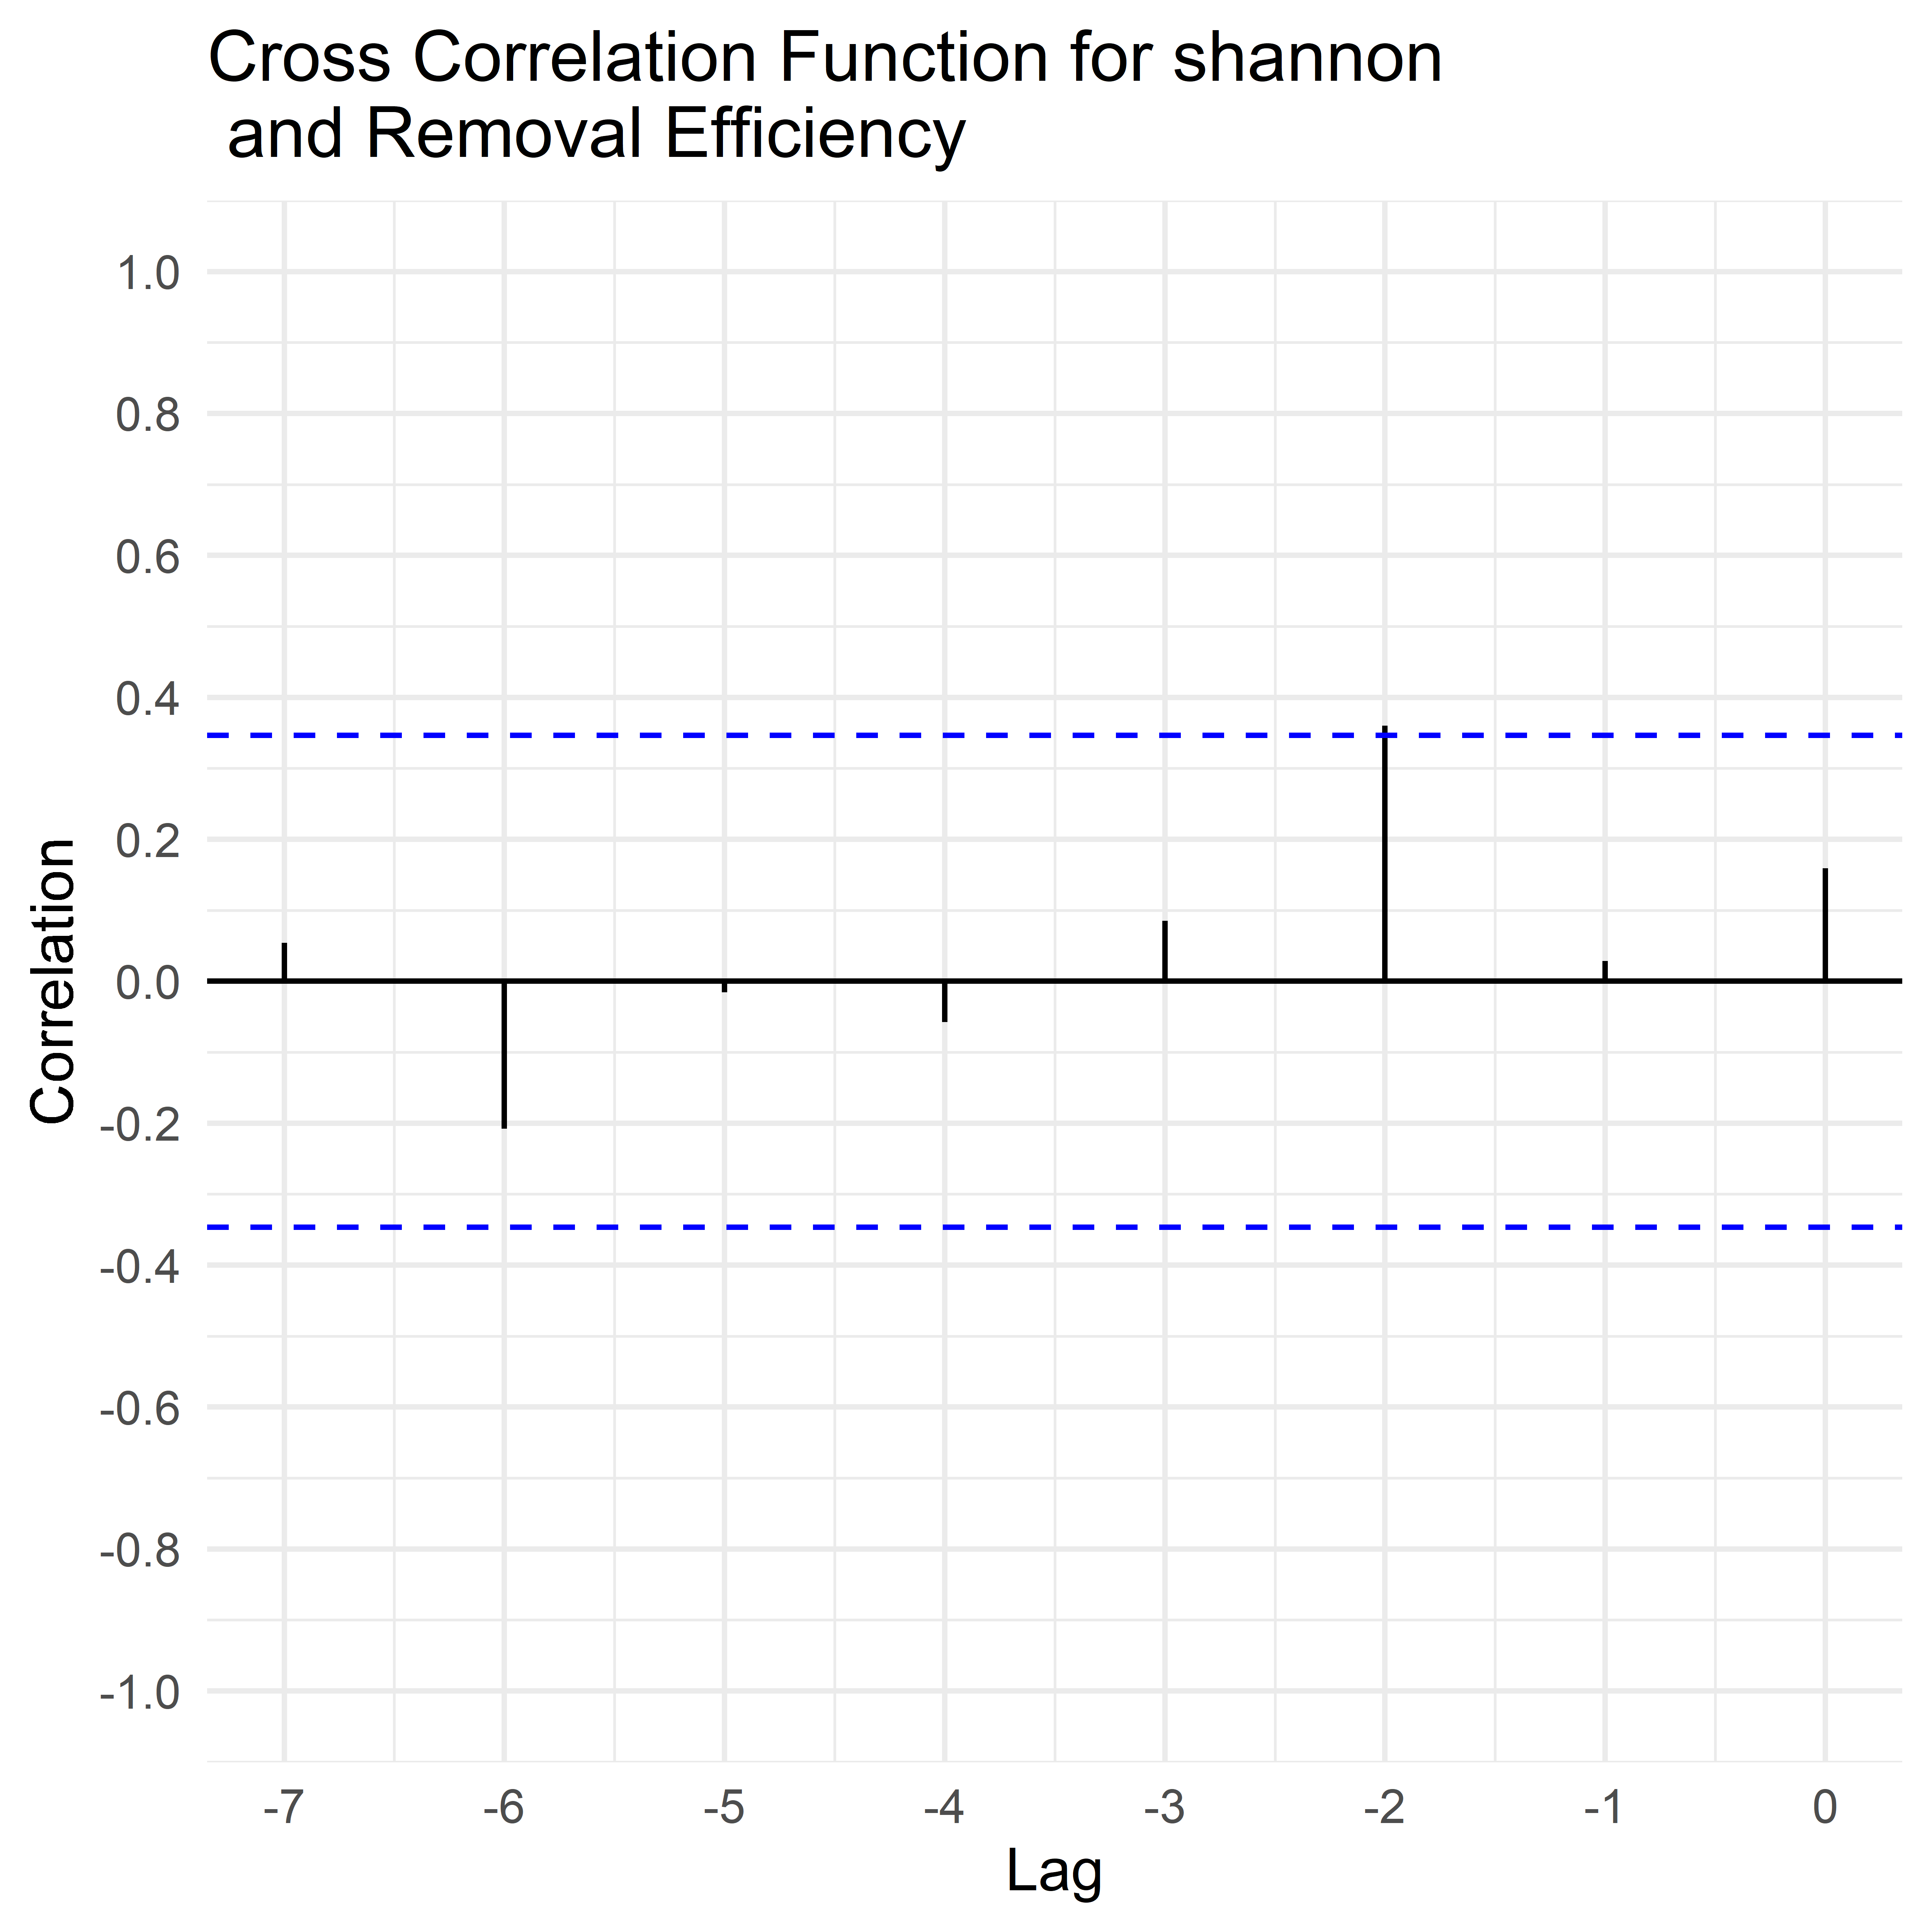 Cross Correlation Function for shannon
and Removal Efficiency
1.0
0.8
0.6
0.4
0.2
0.0
-0.2
-0.4
-0.6
-0.8
-1.0
Correlation
-7 -6 -5 -4 -3 -2 -1 0
Lag